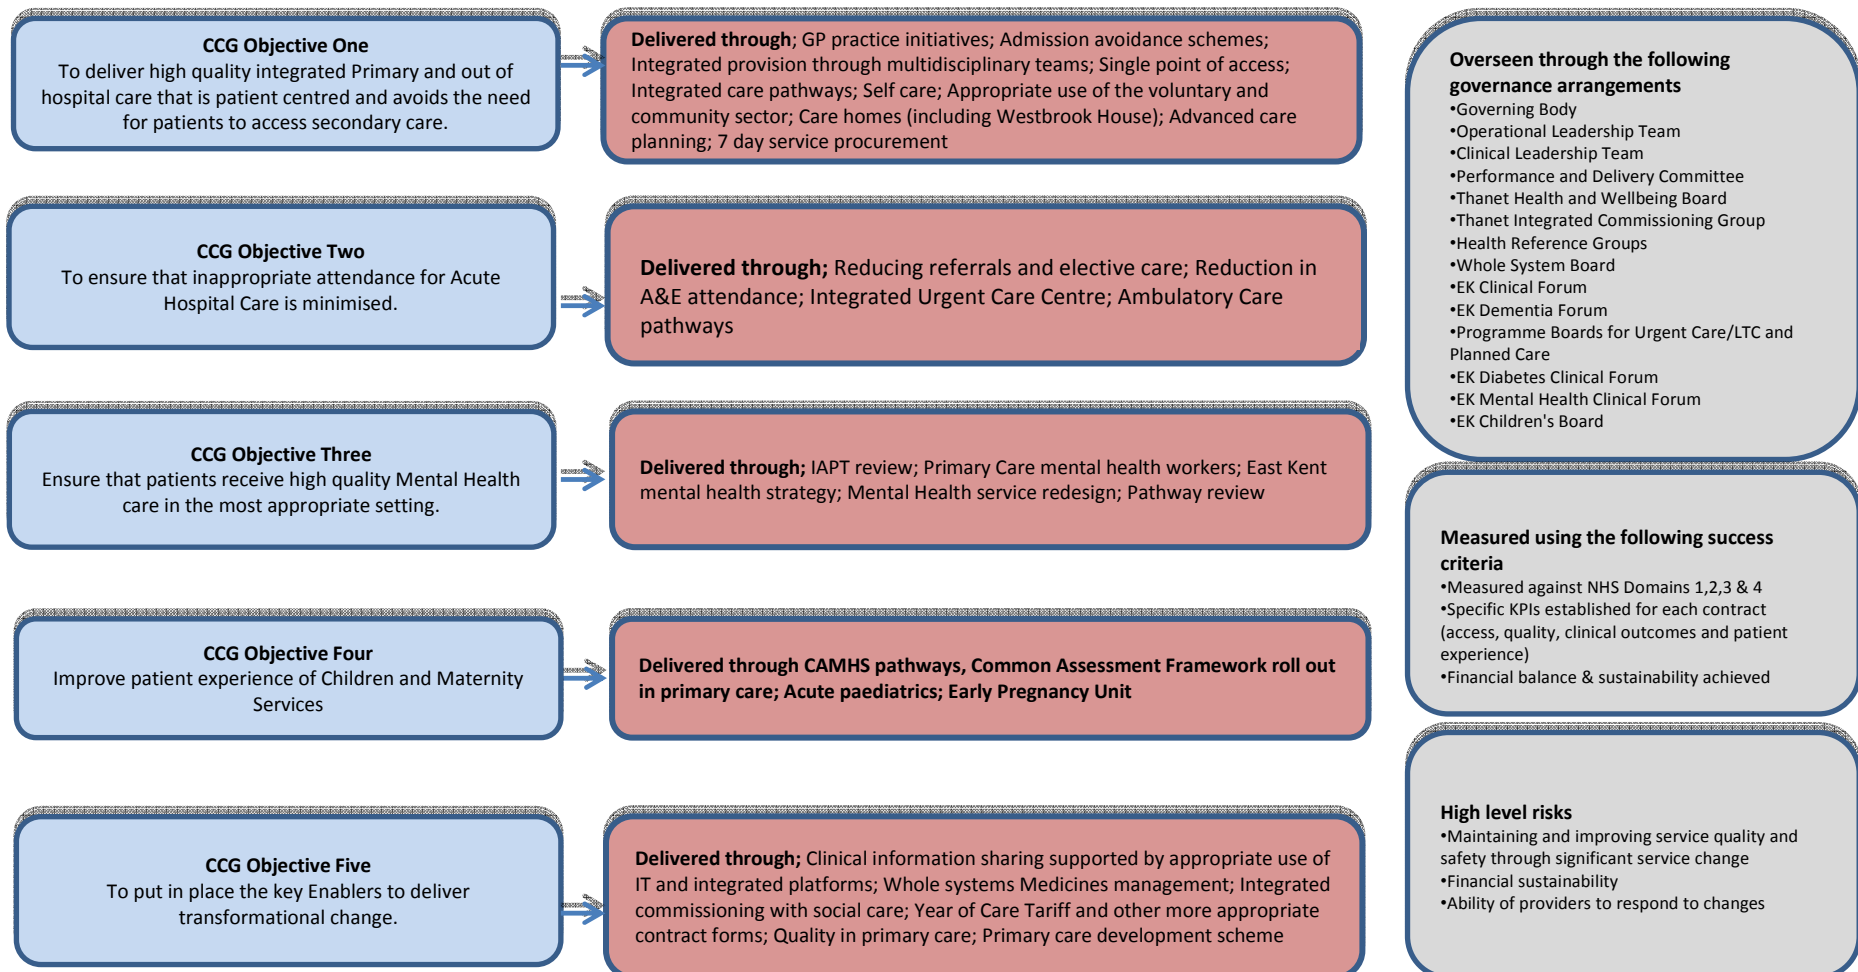 CCG Objective One
To deliver high quality integrated Primary and out of
hospital care that is patient centred and avoids the need
for patients to access secondary care.
Delivered through; GP practice initiatives; Admission avoidance schemes;
Integrated provision through multidisciplinary teams; Single point of access;
Integrated care pathways; Self care; Appropriate use of the voluntary and
community sector; Care homes (including Westbrook House); Advanced care
planning; 7 day service procurement
CCG Objective Two
To ensure that inappropriate attendance for Acute
Hospital Care is minimised.
Delivered through; Reducing referrals and elective care; Reduction in
A&E attendance; Integrated Urgent Care Centre; Ambulatory Care
pathways
CCG Objective Three
Ensure that patients receive high quality Mental Health
care in the most appropriate setting.
Delivered through; IAPT review; Primary Care mental health workers; East Kent
mental health strategy; Mental Health service redesign; Pathway review
CCG Objective Four
Improve patient experience of Children and Maternity
Services
Delivered through CAMHS pathways, Common Assessment Framework roll out
in primary care; Acute paediatrics; Early Pregnancy Unit
CCG Objective Five
To put in place the key Enablers to deliver
transformational change.
Delivered through; Clinical information sharing supported by appropriate use of
IT and integrated platforms; Whole systems Medicines management; Integrated
commissioning with social care; Year of Care Tariff and other more appropriate
contract forms; Quality in primary care; Primary care development scheme
Overseen through the following
governance arrangements
•Governing Body
•Operational Leadership Team
•Clinical Leadership Team
•Performance and Delivery Committee
•Thanet Health and Wellbeing Board
•Thanet Integrated Commissioning Group
•Health Reference Groups
•Whole System Board
•EK Clinical Forum
•EK Dementia Forum
•Programme Boards for Urgent Care/LTC and
Planned Care
•EK Diabetes Clinical Forum
•EK Mental Health Clinical Forum
•EK Children's Board
Measured using the following success
criteria
•Measured against NHS Domains 1,2,3 & 4
•Specific KPIs established for each contract
(access, quality, clinical outcomes and patient
experience)
•Financial balance & sustainability achieved
High level risks
•Maintaining and improving service quality and
safety through significant service change
•Financial sustainability
•Ability of providers to respond to changes